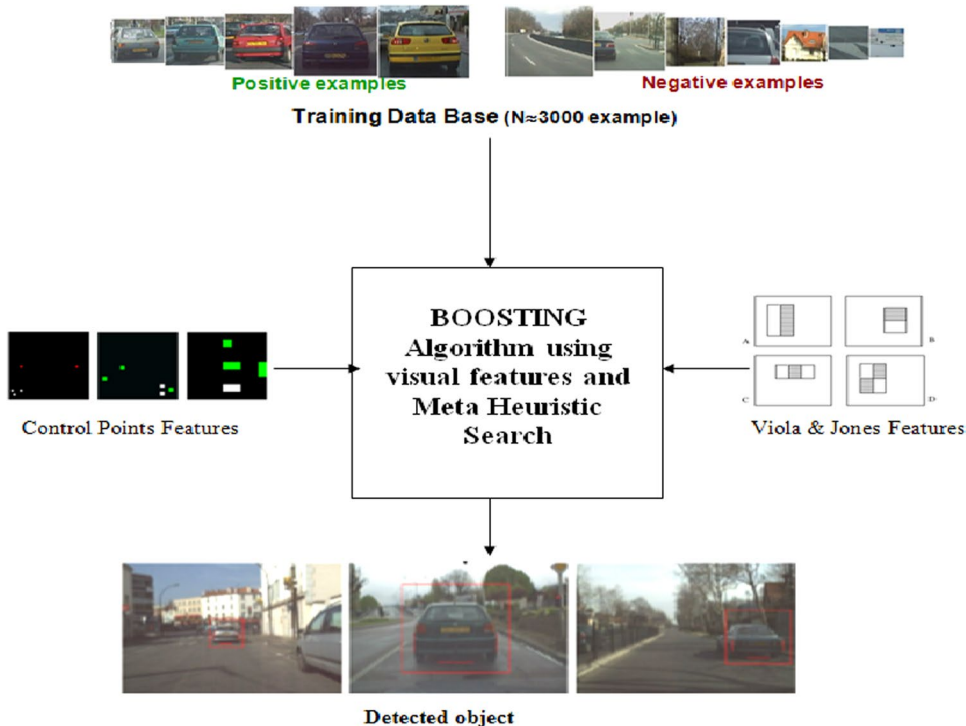 Positive examples
Negative examples
Training Data Base (N≈3000 example)
BOOSTING
Algorithm using
visual features and
Meta Heuristic
Search
Control Points Features
A
B
C
D
Viola & Jones Features
Detected object